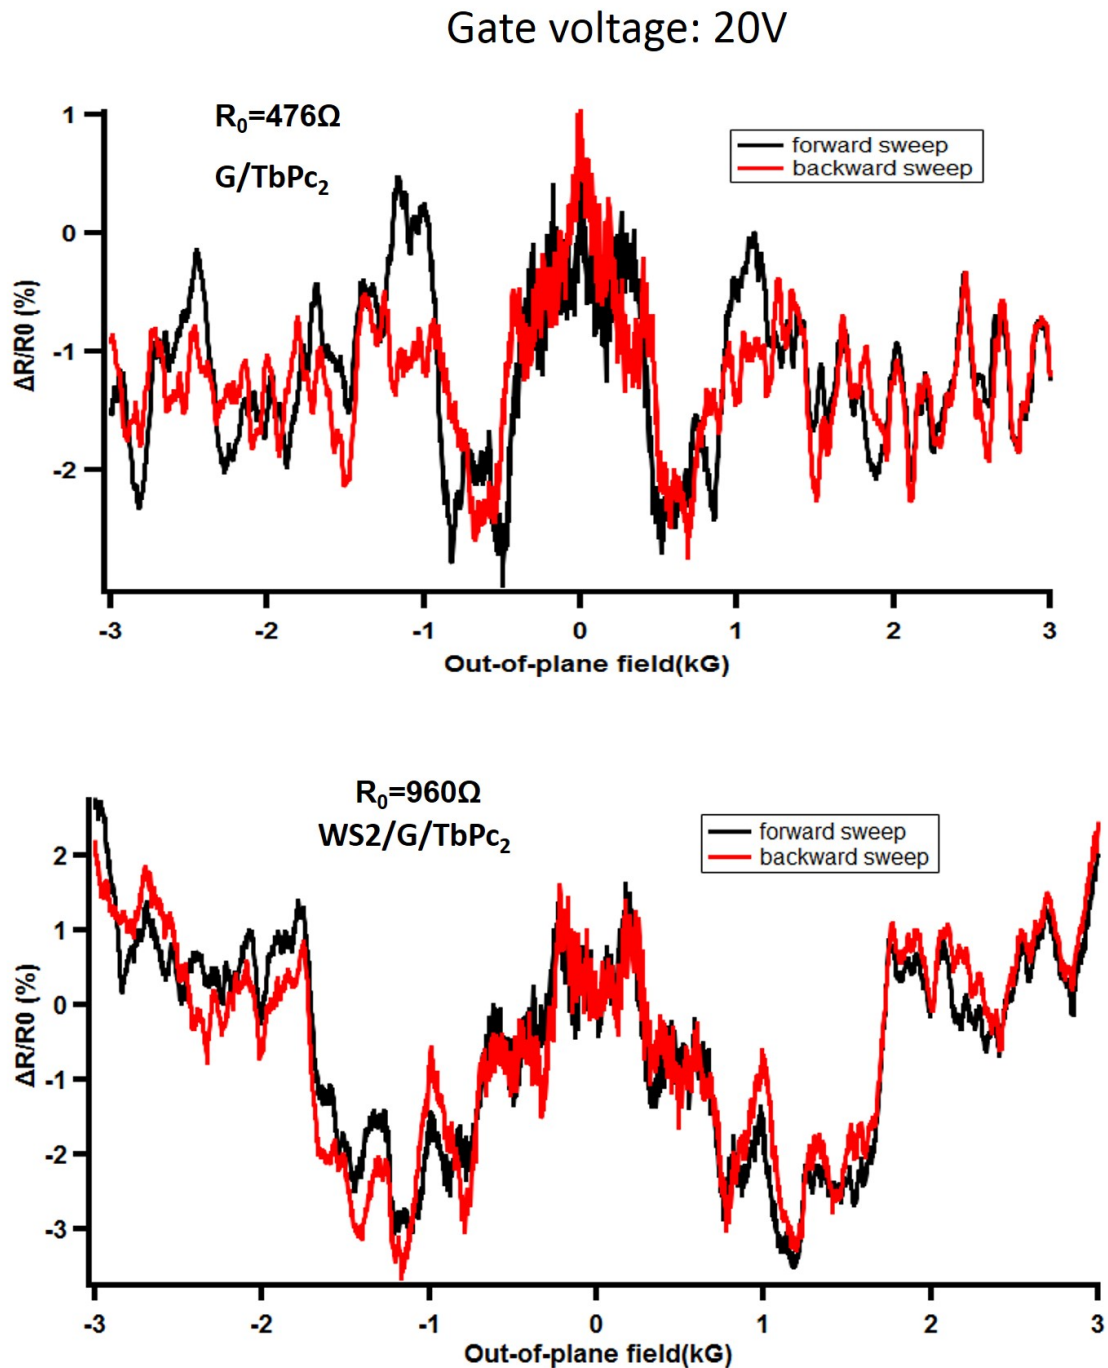 Gate voltage: 20V
R₀=476Ω
G/TbPc₂
forward sweep
backward sweep
ΔR/R0 (%)
1
0
-1
-2
-3 -2 -1 0 1 2 3
Out-of-plane field(kG)
R₀=960Ω
WS2/G/TbPc₂
forward sweep
backward sweep
ΔR/R0 (%)
2
1
0
-1
-2
-3
-3 -2 -1 0 1 2 3
Out-of-plane field(kG)